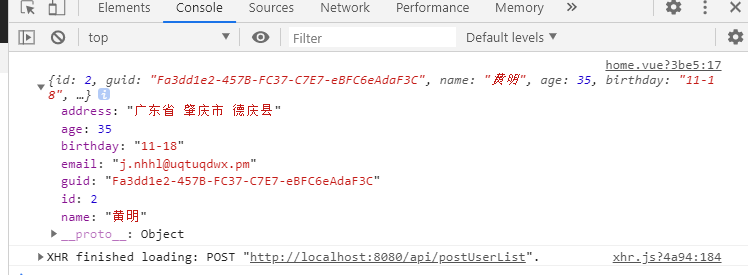 Elements Console Sources Network Performance Memory »
top Filter Default levels
home.vue?3be5:17
{id: 2, guid: "Fa3dd1e2-457B-FC37-C7E7-eBFC6eAdaF3C", name: "黄明", age: 35, birthday: "11-1
8", …}
address: "广东省 肇庆市 德庆县"
age: 35
birthday: "11-18"
email: "j.nhhl@uqtuqdwx.pm"
guid: "Fa3dd1e2-457B-FC37-C7E7-eBFC6eAdaF3C"
id: 2
name: "黄明"
__proto__: Object
XHR finished loading: POST "http://localhost:8080/api/postUserList". xhr.js?4a94:184